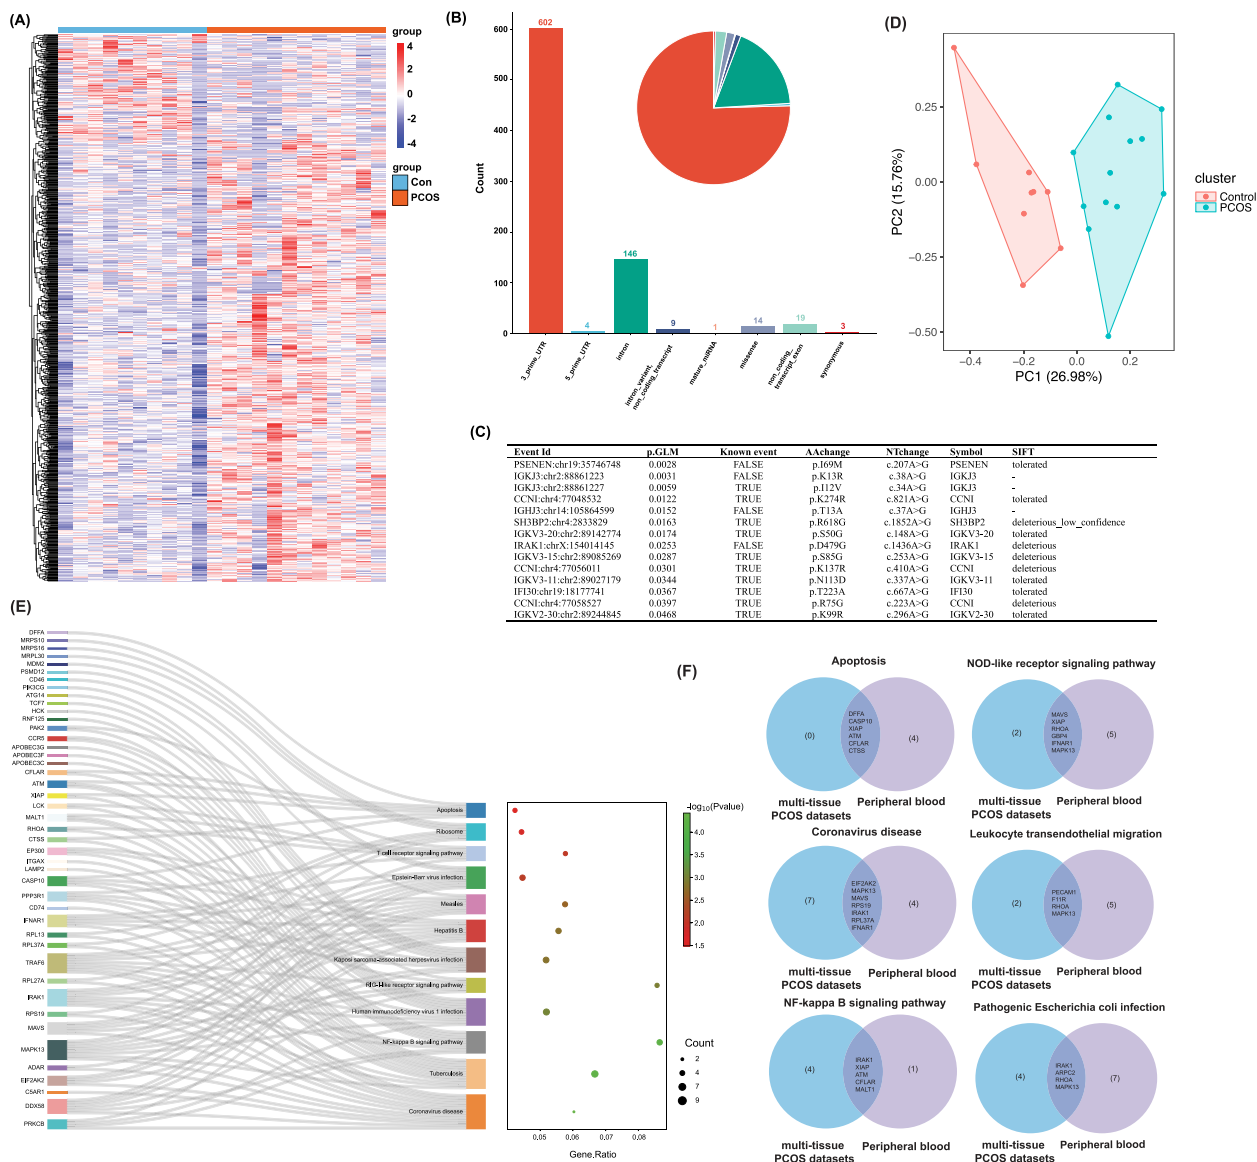 (A)
group
4
2
0
-2
-4
group
Con
PCOS
(B)
Count
600
500
400
300
200
100
0
602
4
146
9
1
14
19
3
3_prime_UTR
5_prime_UTR
intron
intron_variant,
non_coding_transcript
mature_miRNA
missense
non_coding_
transcript_exon
synonymous
(D)
PC2 (15.76%)
0.25
0.00
−0.25
−0.50
−0.4
−0.2
0.0
0.2
PC1 (26.98%)
cluster
Control
PCOS
(C)
Event Id p.GLM Known event AAchange NTchange Symbol SIFT
PSENEN:chr19:35746748 0.0028 FALSE p.I69M c.207A>G PSENEN tolerated
IGKJ3:chr2:88861223 0.0031 FALSE p.K13R c.38A>G IGKJ3 -
IGKJ3:chr2:88861227 0.0059 TRUE p.I12V c.34A>G IGKJ3 -
CCNI:chr4:77048532 0.0122 TRUE p.K274R c.821A>G CCNI tolerated
IGHJ3:chr14:105864599 0.0152 FALSE p.T13A c.37A>G IGHJ3 -
SH3BP2:chr4:2833829 0.0163 TRUE p.R618G c.1852A>G SH3BP2 deleterious_low_confidence
IGKV3-20:chr2:89142774 0.0174 TRUE p.S50G c.148A>G IGKV3-20 tolerated
IRAK1:chrX:154014145 0.0253 FALSE p.D479G c.1436A>G IRAK1 deleterious
IGKV3-15:chr2:89085269 0.0287 TRUE p.S85G c.253A>G IGKV3-15 deleterious
CCNI:chr4:77056011 0.0301 TRUE p.K137R c.410A>G CCNI deleterious
IGKV3-11:chr2:89027179 0.0344 TRUE p.N113D c.337A>G IGKV3-11 tolerated
IFI30:chr19:18177741 0.0367 TRUE p.T223A c.667A>G IFI30 tolerated
CCNI:chr4:77058527 0.0397 TRUE p.R75G c.223A>G CCNI deleterious
IGKV2-30:chr2:89244845 0.0468 TRUE p.K99R c.296A>G IGKV2-30 tolerated
(E)
DFFA
MRPS10
MRPS16
MRPL30
MDM2
PSMD12
CD46
PIK3CG
ATG14
TCF7
HCK
RNF125
PAK2
CCR5
APOBEC3G
APOBEC3F
APOBEC3C
CFLAR
ATM
XIAP
LCK
MALT1
RHOA
CTSS
EP300
ITGAX
LAMP2
CASP10
PPP3R1
CD74
IFNAR1
RPL13
RPL37A
TRAF6
RPL27A
IRAK1
RPS19
MAVS
MAPK13
ADAR
EIF2AK2
C5AR1
DDX58
PRKCB
Apoptosis
Ribosome
T cell receptor signaling pathway
Epstein-Barr virus infection
Measles
Hepatitis B
Kaposi sarcoma-associated herpesvirus infection
RIG-I-like receptor signaling pathway
Human immunodeficiency virus 1 infection
NF-kappa B signaling pathway
Tuberculosis
Coronavirus disease
0.05
0.06
0.07
0.08
Gene.Ratio
-log10(Pvalue)
4.0
3.5
3.0
2.5
2.0
1.5
Count
2
4
7
9
(F)
Apoptosis
(0)
DFFA
CASP10
XIAP
ATM
CFLAR
CTSS
(4)
multi-tissue
PCOS datasets
Peripheral blood
NOD-like receptor signaling pathway
(2)
MAVS
XIAP
RHOA
GBP4
IFNAR1
MAPK13
(5)
multi-tissue
PCOS datasets
Peripheral blood
Coronavirus disease
(7)
EIF2AK2
MAPK13
MAVS
RPS19
IRAK1
RPL37A
IFNAR1
(4)
multi-tissue
PCOS datasets
Peripheral blood
Leukocyte transendothelial migration
(2)
PECAM1
F11R
RHOA
MAPK13
(5)
multi-tissue
PCOS datasets
Peripheral blood
NF-kappa B signaling pathway
(4)
IRAK1
XIAP
ATM
CFLAR
MALT1
(1)
multi-tissue
PCOS datasets
Peripheral blood
Pathogenic Escherichia coli infection
(4)
IRAK1
ARPC2
RHOA
MAPK13
(7)
multi-tissue
PCOS datasets
Peripheral blood